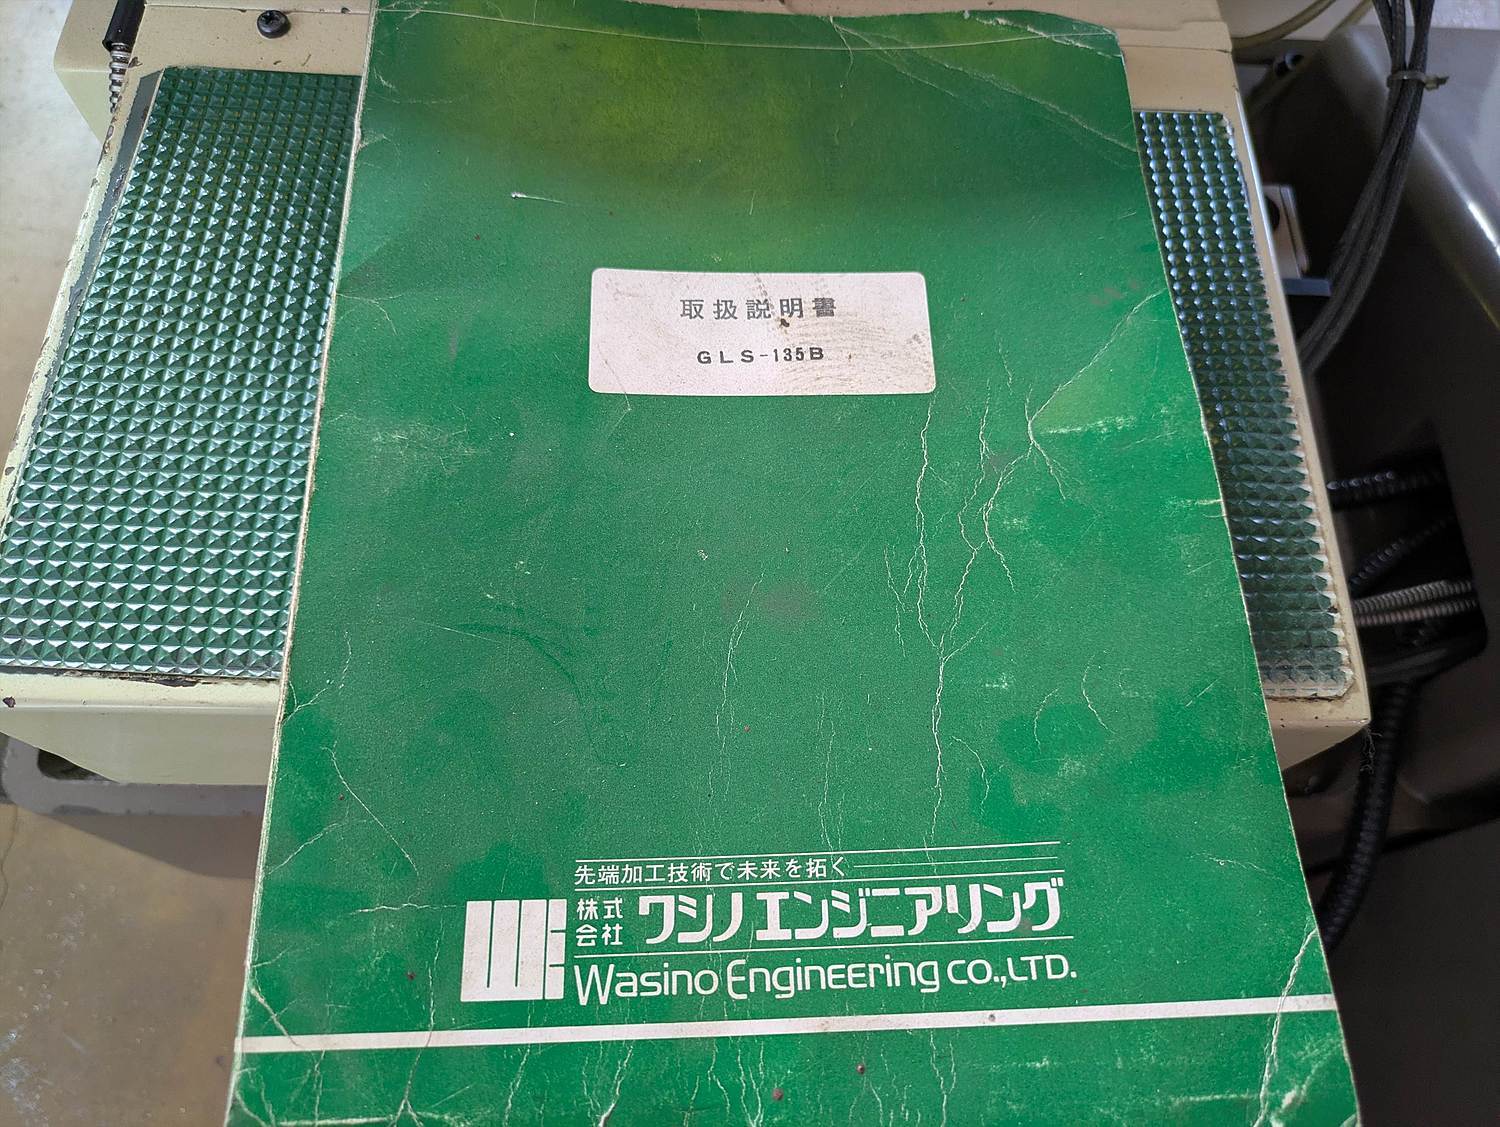 取扱説明書
GLS-135B
先端加工技術で未来を拓く
株式会社 ワシノエンジニアリング
Wasino Engineering CO.,LTD.